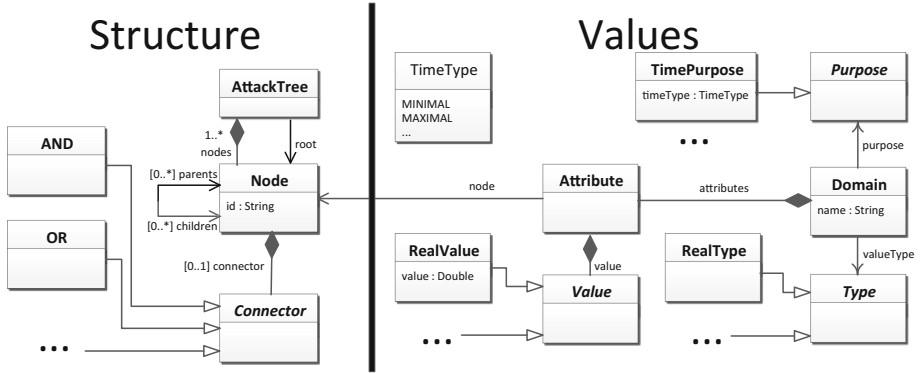 Structure
Values
AttackTree
TimeType
MINIMAL
MAXIMAL
...
TimePurpose
timeType : TimeType
Purpose
...
1..*
nodes
root
purpose
AND
[0..*] parents
Node
id : String
[0..*] children
node
Attribute
attributes
Domain
name : String
OR
[0..1] connector
RealValue
value : Double
value
RealType
valueType
Connector
Value
Type
...
...
...